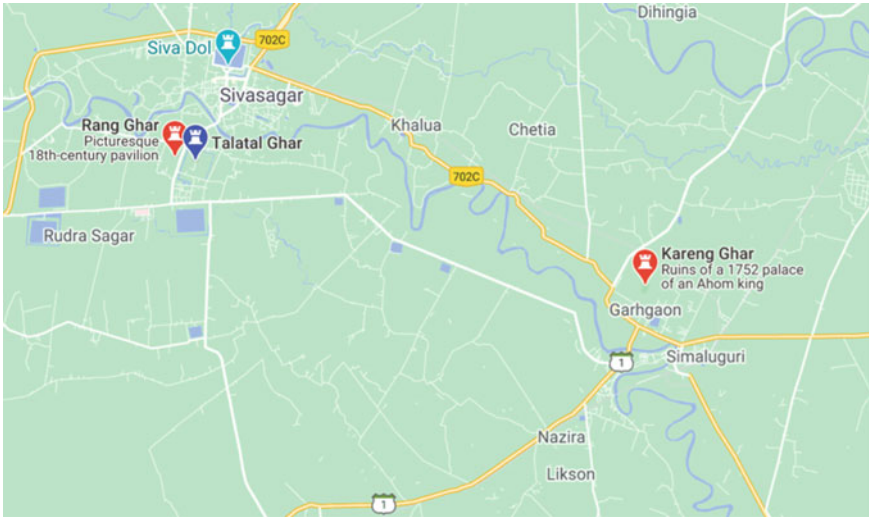 Dihingia
702C
Siva Dol
Sivasagar
Rang Ghar
Picturesque
18th-century pavilion
Talatal Ghar
Khalua
Chetia
702C
Rudra Sagar
Kareng Ghar
Ruins of a 1752 palace
of an Ahom king
Garhgaon
Simaluguri
1
Nazira
Likson
1